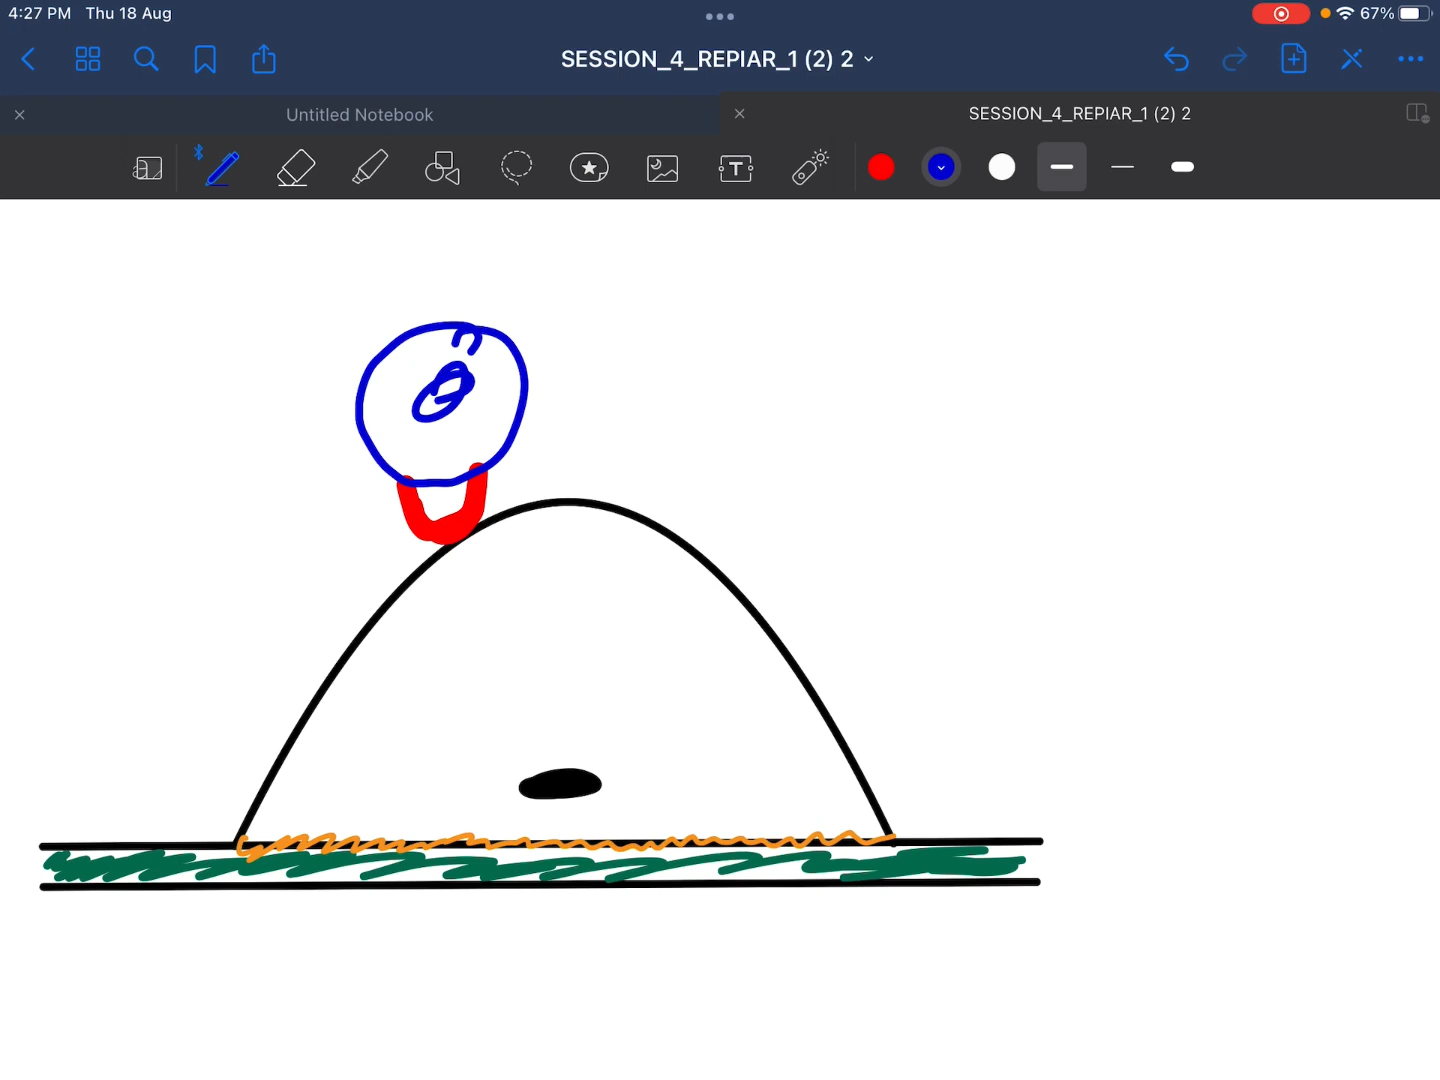 4:27 PM Thu 18 Aug
67%
SESSION_4_REPIAR_1 (2) 2
Untitled Notebook
SESSION_4_REPIAR_1 (2) 2
a
T